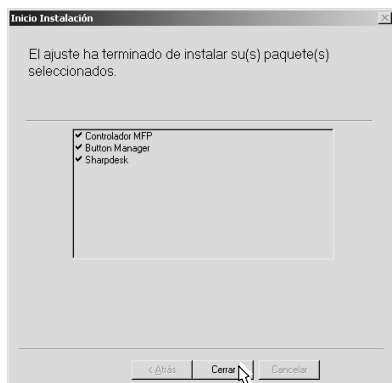 Inicio Instalación
El ajuste ha terminado de instalar su(s) paquete(s)
seleccionados.
Controlador MFP
Button Manager
Sharpdesk
< Atrás
Cerrar
Cancelar